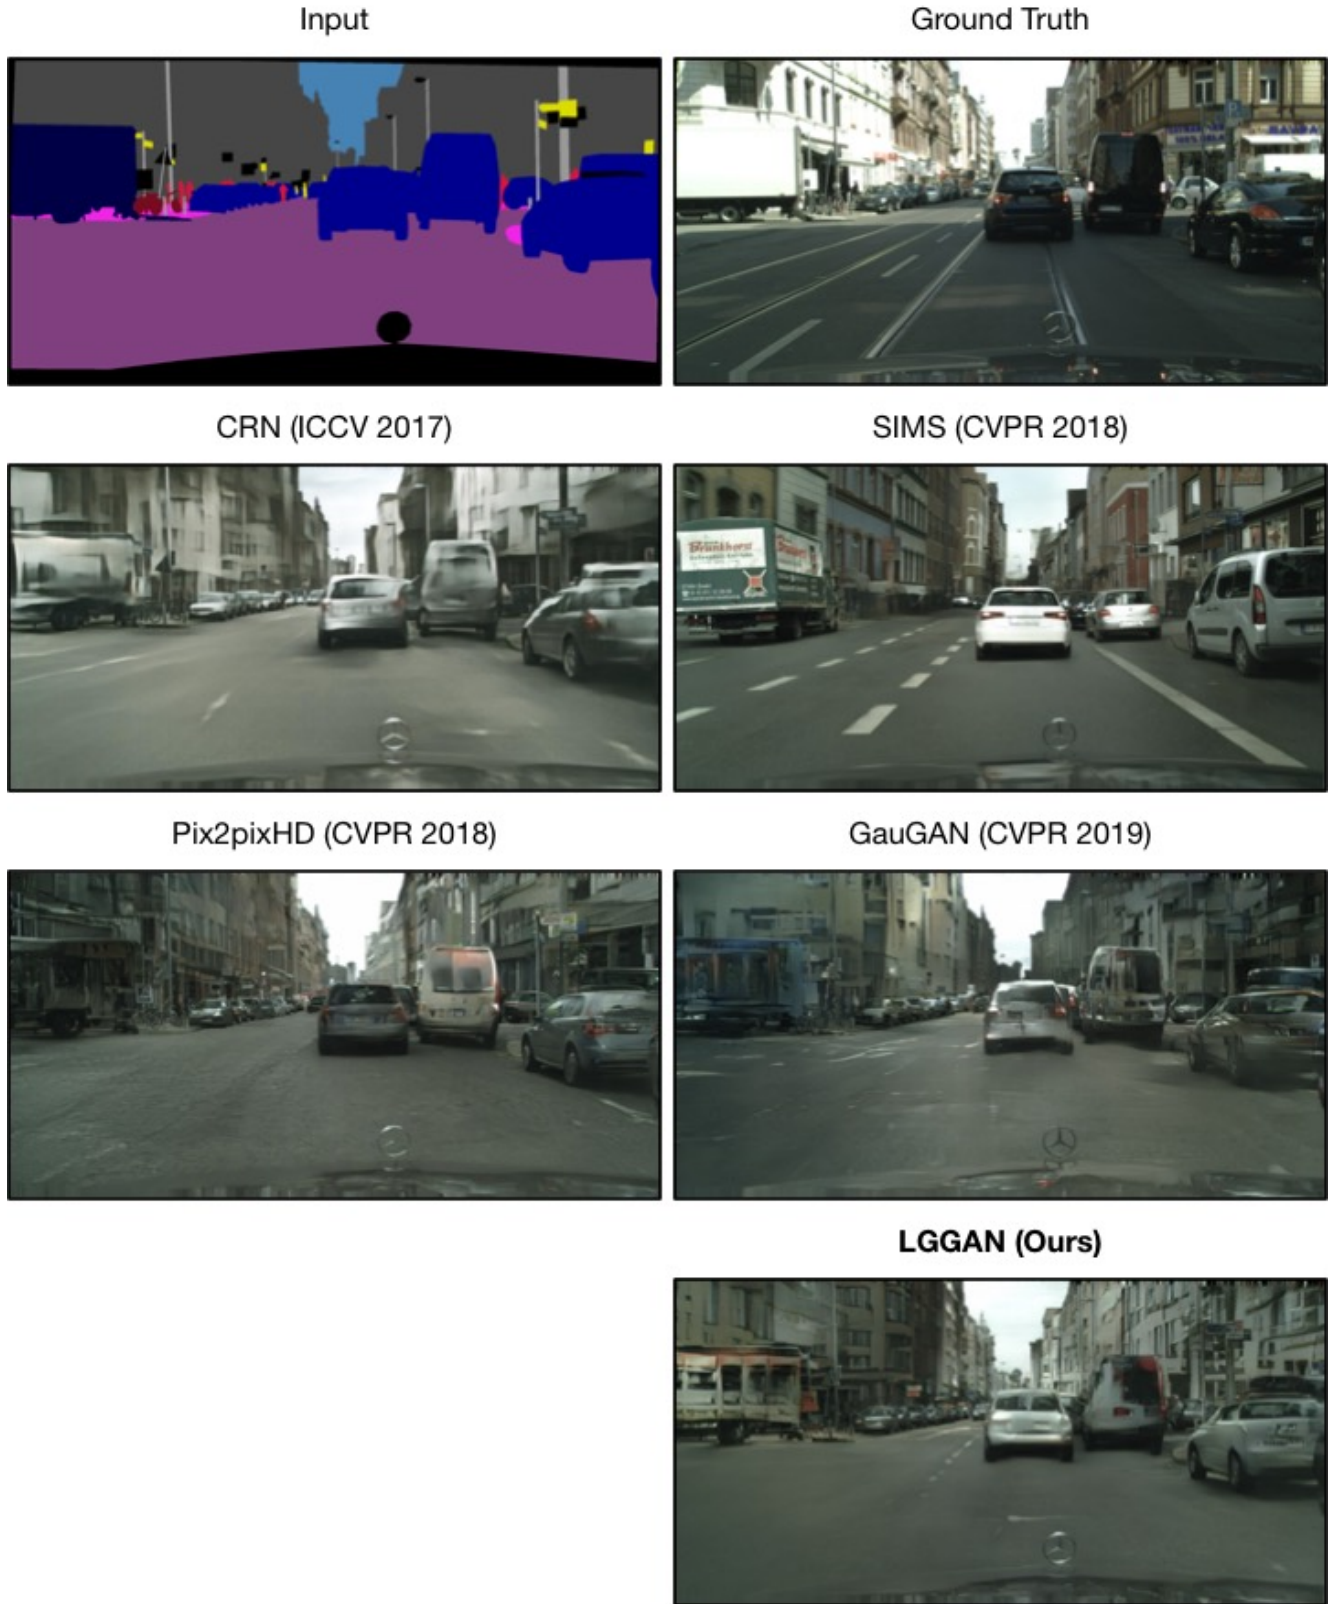 Input
Ground Truth
CRN (ICCV 2017)
SIMS (CVPR 2018)
Pix2pixHD (CVPR 2018)
GauGAN (CVPR 2019)
LGGAN (Ours)